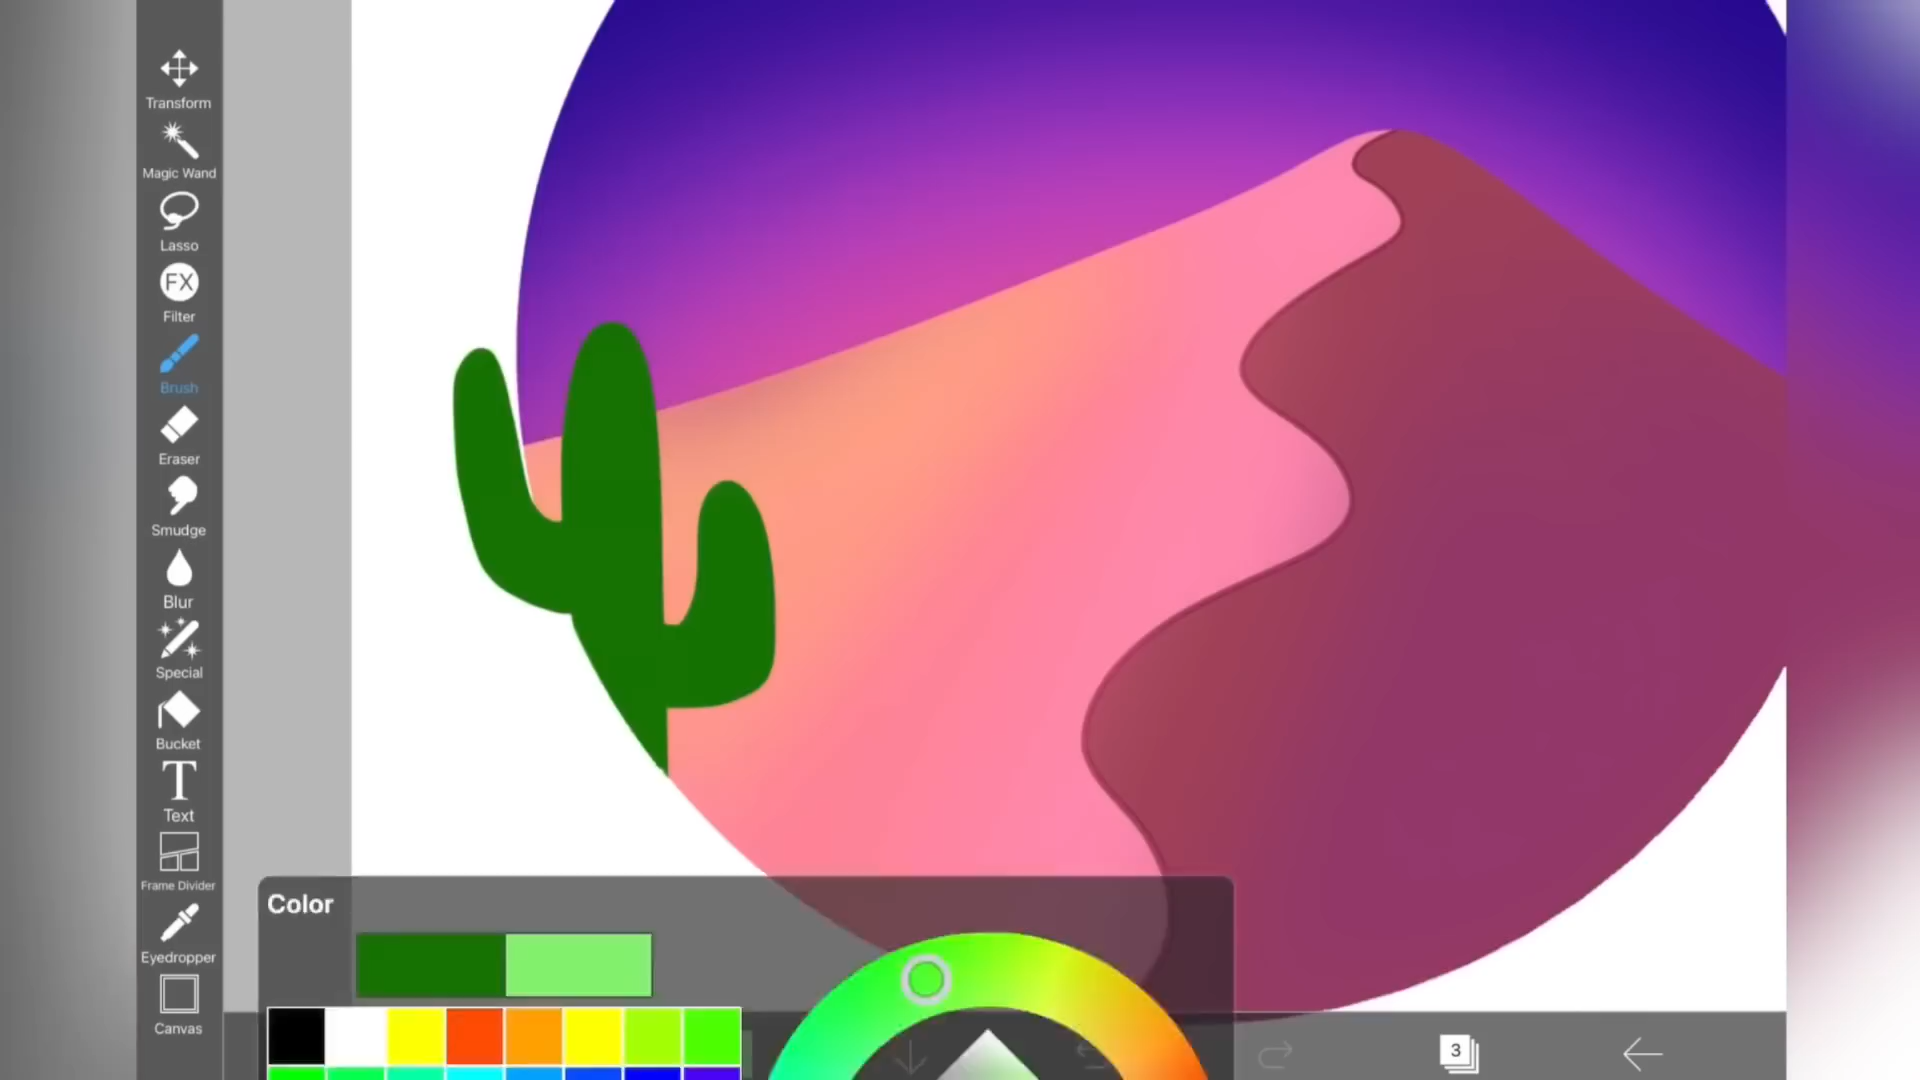 Transform
Magic Wand
Lasso
FX
Filter
Brush
Eraser
Smudge
Blur
Special
Bucket
T
Text
Frame Divider
Eyedropper
Canvas
Color
3